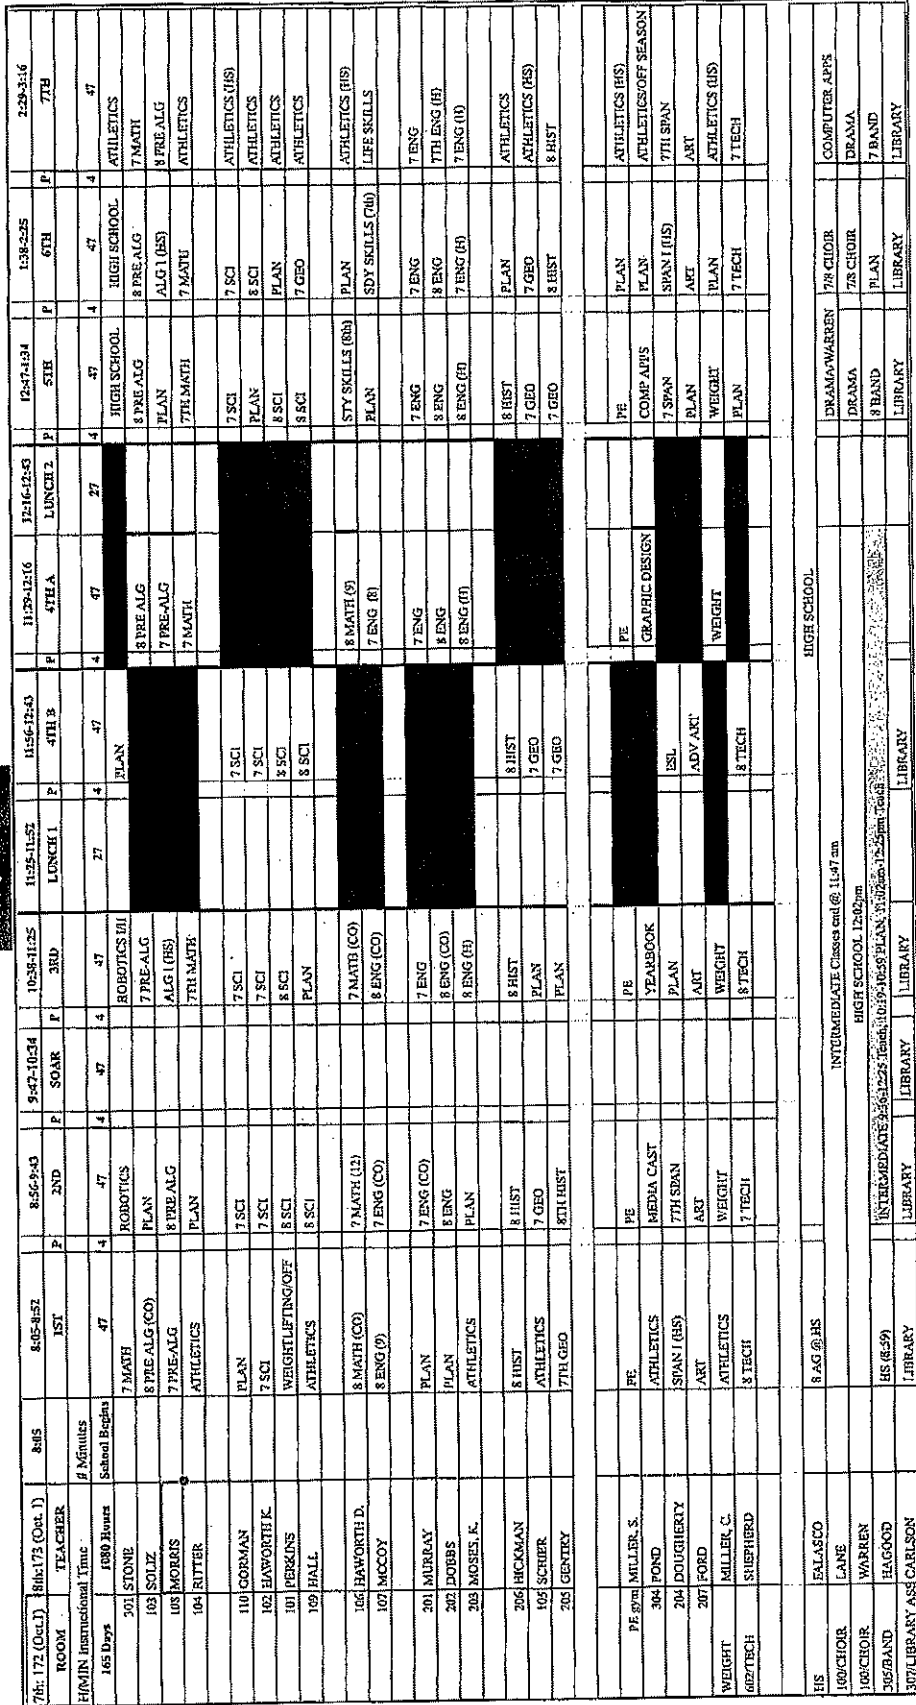 7th: 172 (Oct.1) 8th:173 (Oct. 1) 8:05 8:05-8:52 8:56-9:43 9:47-10:34 10:38-11:25 11:25-11:52 11:56-12:43 11:29-12:16 12:16-12:43 12:47-1:34 1:38-2:25 2:29-3:16
ROOM TEACHER 1ST P 2ND P SOAR P 3RD LUNCH 1 P 4TH B P 4TH A LUNCH 2 P 5TH P 6TH P 7TH
H/MIN Instructional Time # Minutes
165 Days 1080 Hours School Begins 47 4 47 4 47 4 47 27 4 47 4 47 27 4 47 4 47 4 47
301 STONE 7 MATH ROBOTICS ROBOTICS PLAN HIGH SCHOOL HIGH SCHOOL ATHLETICS
103 SOLIZ 8 PRE ALG (CO) PLAN 7 PRE-ALG 8 PRE ALG 8 PRE ALG 8 PRE ALG 7 MATH
108 MORRIS 7 PRE-ALG 8 PRE ALG ALG I (HS) 7 PRE-ALG PLAN ALG I (HS) 8 PRE ALG
104 RITTER ATHLETICS PLAN 7TH MATH 7 MATH 7TH MATH 7 MATH ATHLETICS
110 GORMAN PLAN 7 SCI 7 SCI 7 SCI 7 SCI 7 SCI ATHLETICS (HS)
102 HAWORTH K. 7 SCI 7 SCI 7 SCI 7 SCI PLAN 8 SCI ATHLETICS
101 PERKINS WEIGHTLIFTING/OFF 8 SCI 8 SCI 8 SCI 8 SCI PLAN ATHLETICS
109 HALL ATHLETICS 8 SCI PLAN 8 SCI 8 SCI 7 GEO ATHLETICS
106 HAWORTH D. 8 MATH (CO) 7 MATH (12) 7 MATH (CO) 8 MATH (9) STY SKILLS (8th) PLAN ATHLETICS (HS)
107 MCCOY 8 ENG (9) 7 ENG (CO) 8 ENG (CO) 7 ENG (8) PLAN SDY SKILLS (7th) LIFE SKILLS
201 MURRAY PLAN 7 ENG (CO) 7 ENG 7 ENG 7 ENG 7 ENG 7 ENG
202 DOBBS PLAN 8 ENG 8 ENG (CO) 8 ENG 8 ENG 8 ENG 7TH ENG (H)
203 MOSES, K. ATHLETICS PLAN 8 ENG (H) 8 ENG (H) 8 ENG (H) 7 ENG (H) 7 ENG (H)
206 HICKMAN 8 HIST 8 HIST 8 HIST 8 HIST 8 HIST PLAN ATHLETICS
105 SCRIER ATHLETICS 7 GEO PLAN 7 GEO 7 GEO 7 GEO ATHLETICS (HS)
205 GENTRY 7TH GEO 8TH HIST PLAN 7 GEO 7 GEO 8 HIST 8 HIST
PE gym MILLER, S. PE PE PE PE PE PLAN ATHLETICS (HS)
304 POND ATHLETICS MEDIA CAST YEARBOOK GRAPHIC DESIGN COMP APPS PLAN ATHLETICS/OFF SEASON
204 DOUGHERTY SPAN I (HS) 7TH SPAN PLAN ESL 7 SPAN SPAN I (HS) 7TH SPAN
207 FORD ART ART ART ADV ART PLAN ART ART
WEIGHT MILLER, C. ATHLETICS WEIGHT WEIGHT WEIGHT WEIGHT PLAN ATHLETICS (HS)
602/TECH SHEPHERD 8 TECH 7 TECH 8 TECH 8 TECH PLAN 7 TECH 7 TECH
HS FALASCO 8 AG @ HS HIGH SCHOOL
100/CHOIR LANE INTERMEDIATE Classes end @ 11:47 am DRAMA/WARREN 7/8 CHOIR COMPUTER APPS
100/CHOIR WARREN HIGH SCHOOL 12:02pm DRAMA 7/8 CHOIR DRAMA
305/BAND HAGOOD HS (8:59) INTERMEDIATE 9:36-12:25 8 BAND PLAN 7 BAND
307/LIBRARY ASS CARLSON LIBRARY LIBRARY LIBRARY LIBRARY LIBRARY LIBRARY LIBRARY LIBRARY